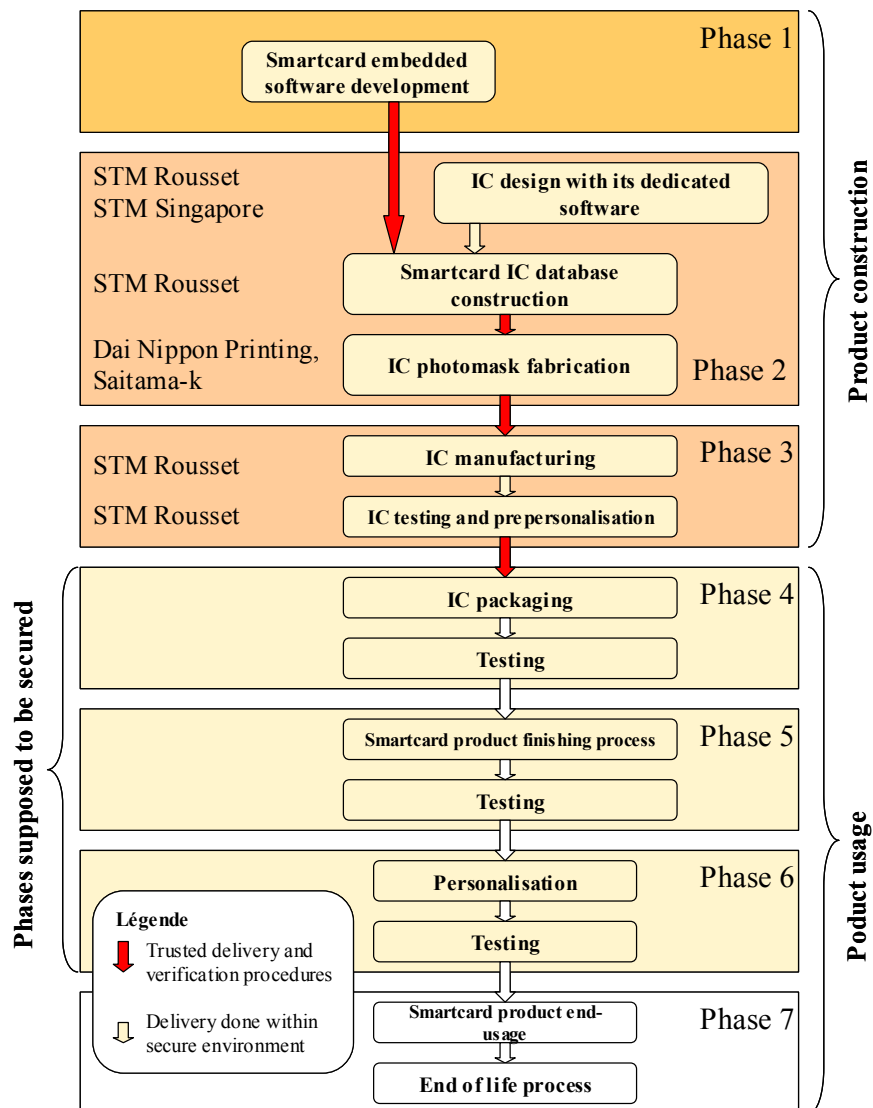 Phase 1
Smartcard embedded
software development
STM Rousset
STM Singapore
IC design with its dedicated
software
STM Rousset
Smartcard IC database
construction
Dai Nippon Printing,
Saitama-k
IC photomask fabrication
Phase 2
Product construction
Phase 3
STM Rousset
IC manufacturing
STM Rousset
IC testing and prepersonalisation
Phase 4
IC packaging
Testing
Phase 5
Smartcard product finishing process
Testing
Phase 6
Personalisation
Testing
Phases supposed to be secured
Poduct usage
Légende
Trusted delivery and
verification procedures
Delivery done within
secure environment
Phase 7
Smartcard product end-
usage
End of life process